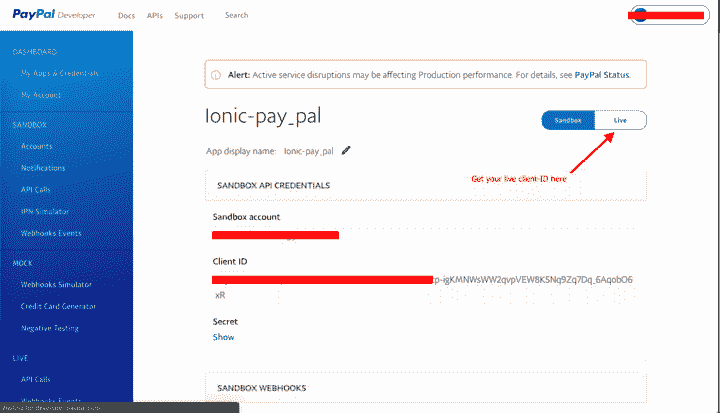 PayPal Developer
Docs APIs Support Search
DASHBOARD
My Apps & Credentials
My Account
SANDBOX
Accounts
Notifications
API Calls
IPN Simulator
Webhooks Events
MOCK
Webhooks Simulator
Credit Card Generator
Negative Testing
LIVE
API Calls
Webhooks Events
Alert: Active service disruptions may be affecting Production performance. For details, see PayPal Status.
Ionic-pay_pal
Sandbox Live
App display name: Ionic-pay_pal
Get your live client-ID here
SANDBOX API CREDENTIALS
Sandbox account
Client ID
xR
Secret
Show
SANDBOX WEBHOOKS